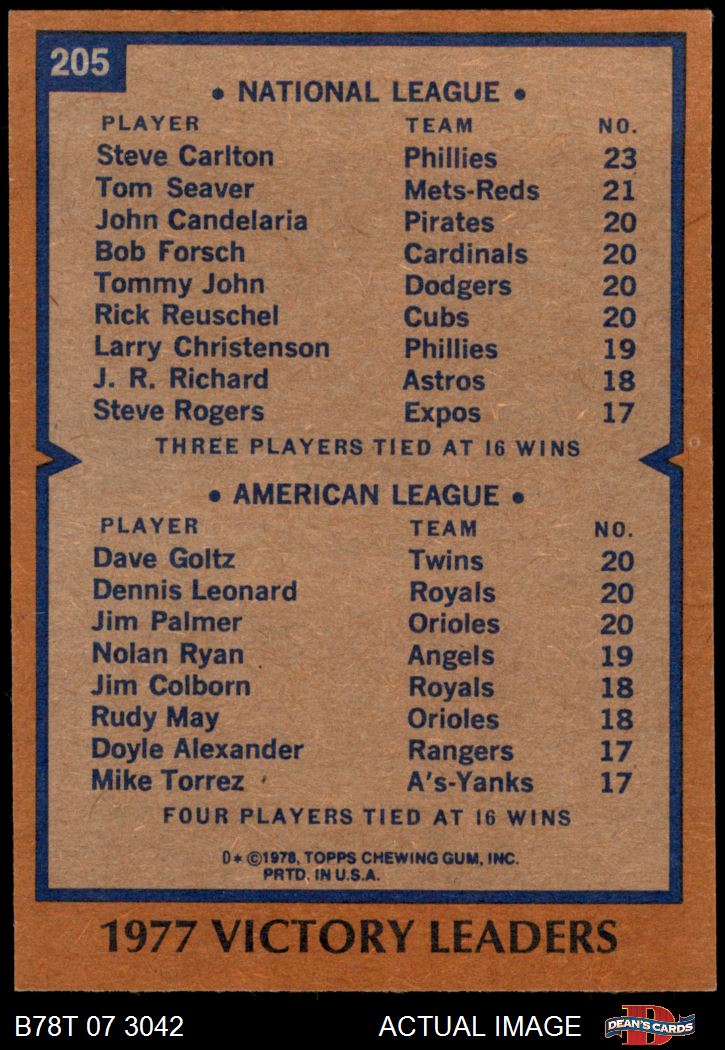 205
• NATIONAL LEAGUE •
PLAYER TEAM NO.
Steve Carlton Phillies 23
Tom Seaver Mets-Reds 21
John Candelaria Pirates 20
Bob Forsch Cardinals 20
Tommy John Dodgers 20
Rick Reuschel Cubs 20
Larry Christenson Phillies 19
J. R. Richard Astros 18
Steve Rogers Expos 17
THREE PLAYERS TIED AT 16 WINS
• AMERICAN LEAGUE •
PLAYER TEAM NO.
Dave Goltz Twins 20
Dennis Leonard Royals 20
Jim Palmer Orioles 20
Nolan Ryan Angels 19
Jim Colborn Royals 18
Rudy May Orioles 18
Doyle Alexander Rangers 17
Mike Torrez A's-Yanks 17
FOUR PLAYERS TIED AT 16 WINS
D* ©1978, TOPPS CHEWING GUM, INC.
PRTD. IN U.S.A.
1977 VICTORY LEADERS
B78T 07 3042 ACTUAL IMAGE D DEAN'S CARDS